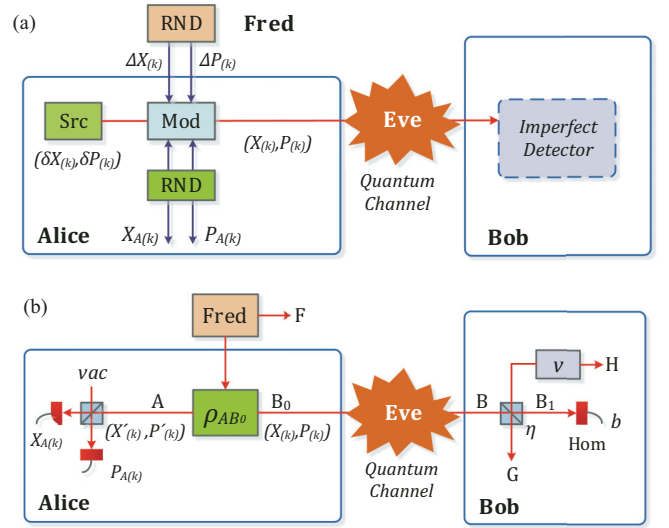 (a)
RND
Fred
ΔX(k)
ΔP(k)
Src
Mod
Eve
Imperfect
Detector
(δX(k),δP(k))
(X(k),P(k))
RND
Quantum
Channel
Alice
XA(k)
PA(k)
Bob
(b)
Fred
F
vac
A
ρAB0
B0
Eve
B
ν
H
B1
b
XA(k)
(X′(k),P′(k))
(X(k),P(k))
η
Hom
PA(k)
Quantum
Channel
G
Alice
Bob